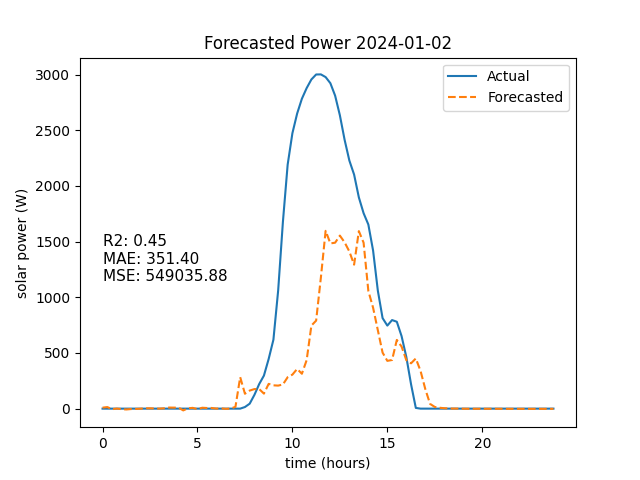 Forecasted Power 2024-01-02
Actual
Forecasted
3000
2500
2000
1500
1000
500
0
solar power (W)
R2: 0.45
MAE: 351.40
MSE: 549035.88
0 5 10 15 20
time (hours)